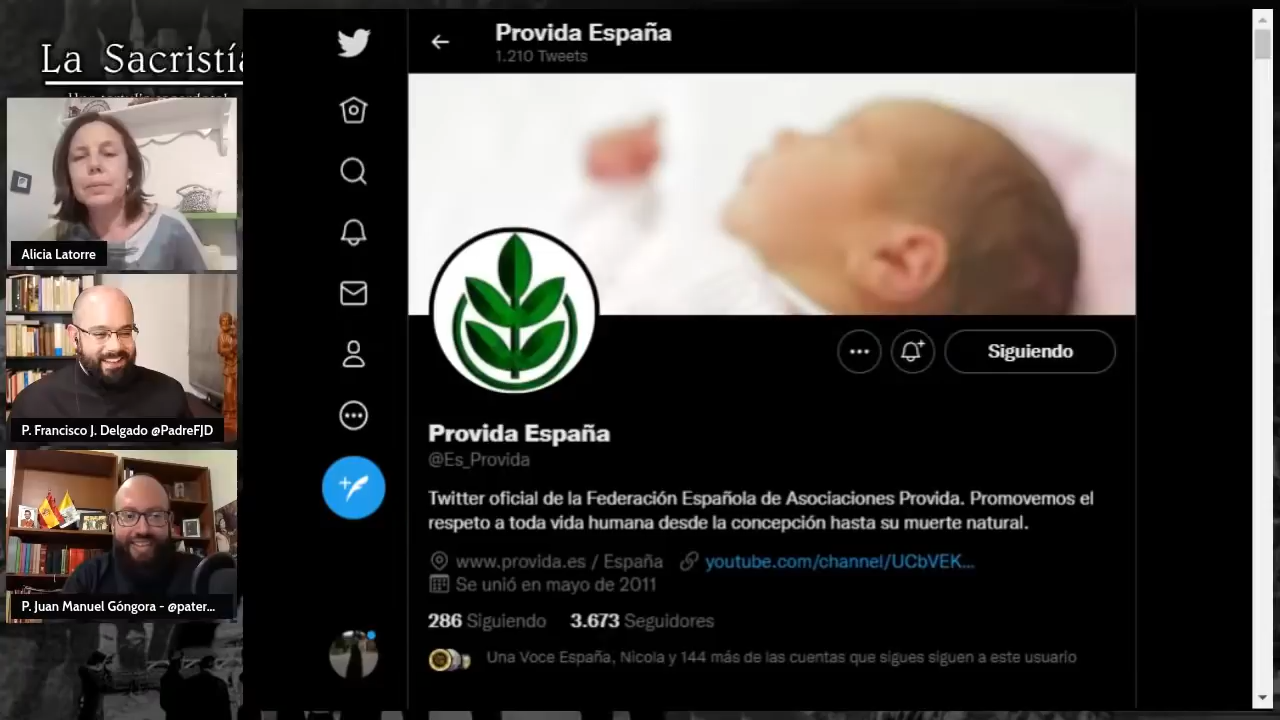 La Sacristía
Alicia Latorre
P. Francisco J. Delgado @PadreFJD
P. Juan Manuel Góngora - @pater...
Provida España
1.210 Tweets
Siguiendo
Provida España
@Es_Provida
Twitter oficial de la Federación Española de Asociaciones Provida. Promovemos el
respeto a toda vida humana desde la concepción hasta su muerte natural.
www.provida.es / España youtube.com/channel/UCbVEK...
Se unió en mayo de 2011
286 Siguiendo 3.673 Seguidores
Una Voce España, Nicola y 144 más de las cuentas que sigues siguen a este usuario